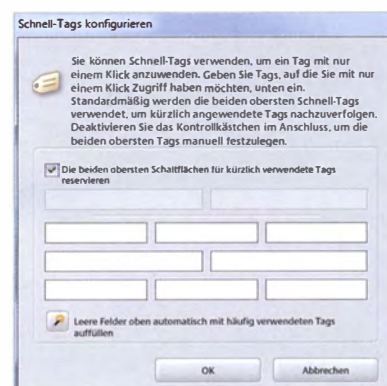 Schnell-Tags konfigurieren
Sie können Schnell-Tags verwenden, um ein Tag mit nur
einem Klick anzuwenden. Geben Sie Tags, auf die Sie mit nur
einem Klick Zugriff haben möchten, unten ein.
Standardmäßig werden die beiden obersten Schnell-Tags
verwendet, um kürzlich angewendete Tags nachzuverfolgen.
Deaktivieren Sie das Kontrollkästchen im Anschluss, um die
beiden obersten Tags manuell festzulegen.
Die beiden obersten Schaltflächen für kürzlich verwendete Tags
reservieren
Leere Felder oben automatisch mit häufig verwendeten Tags
auffüllen
OK Abbrechen